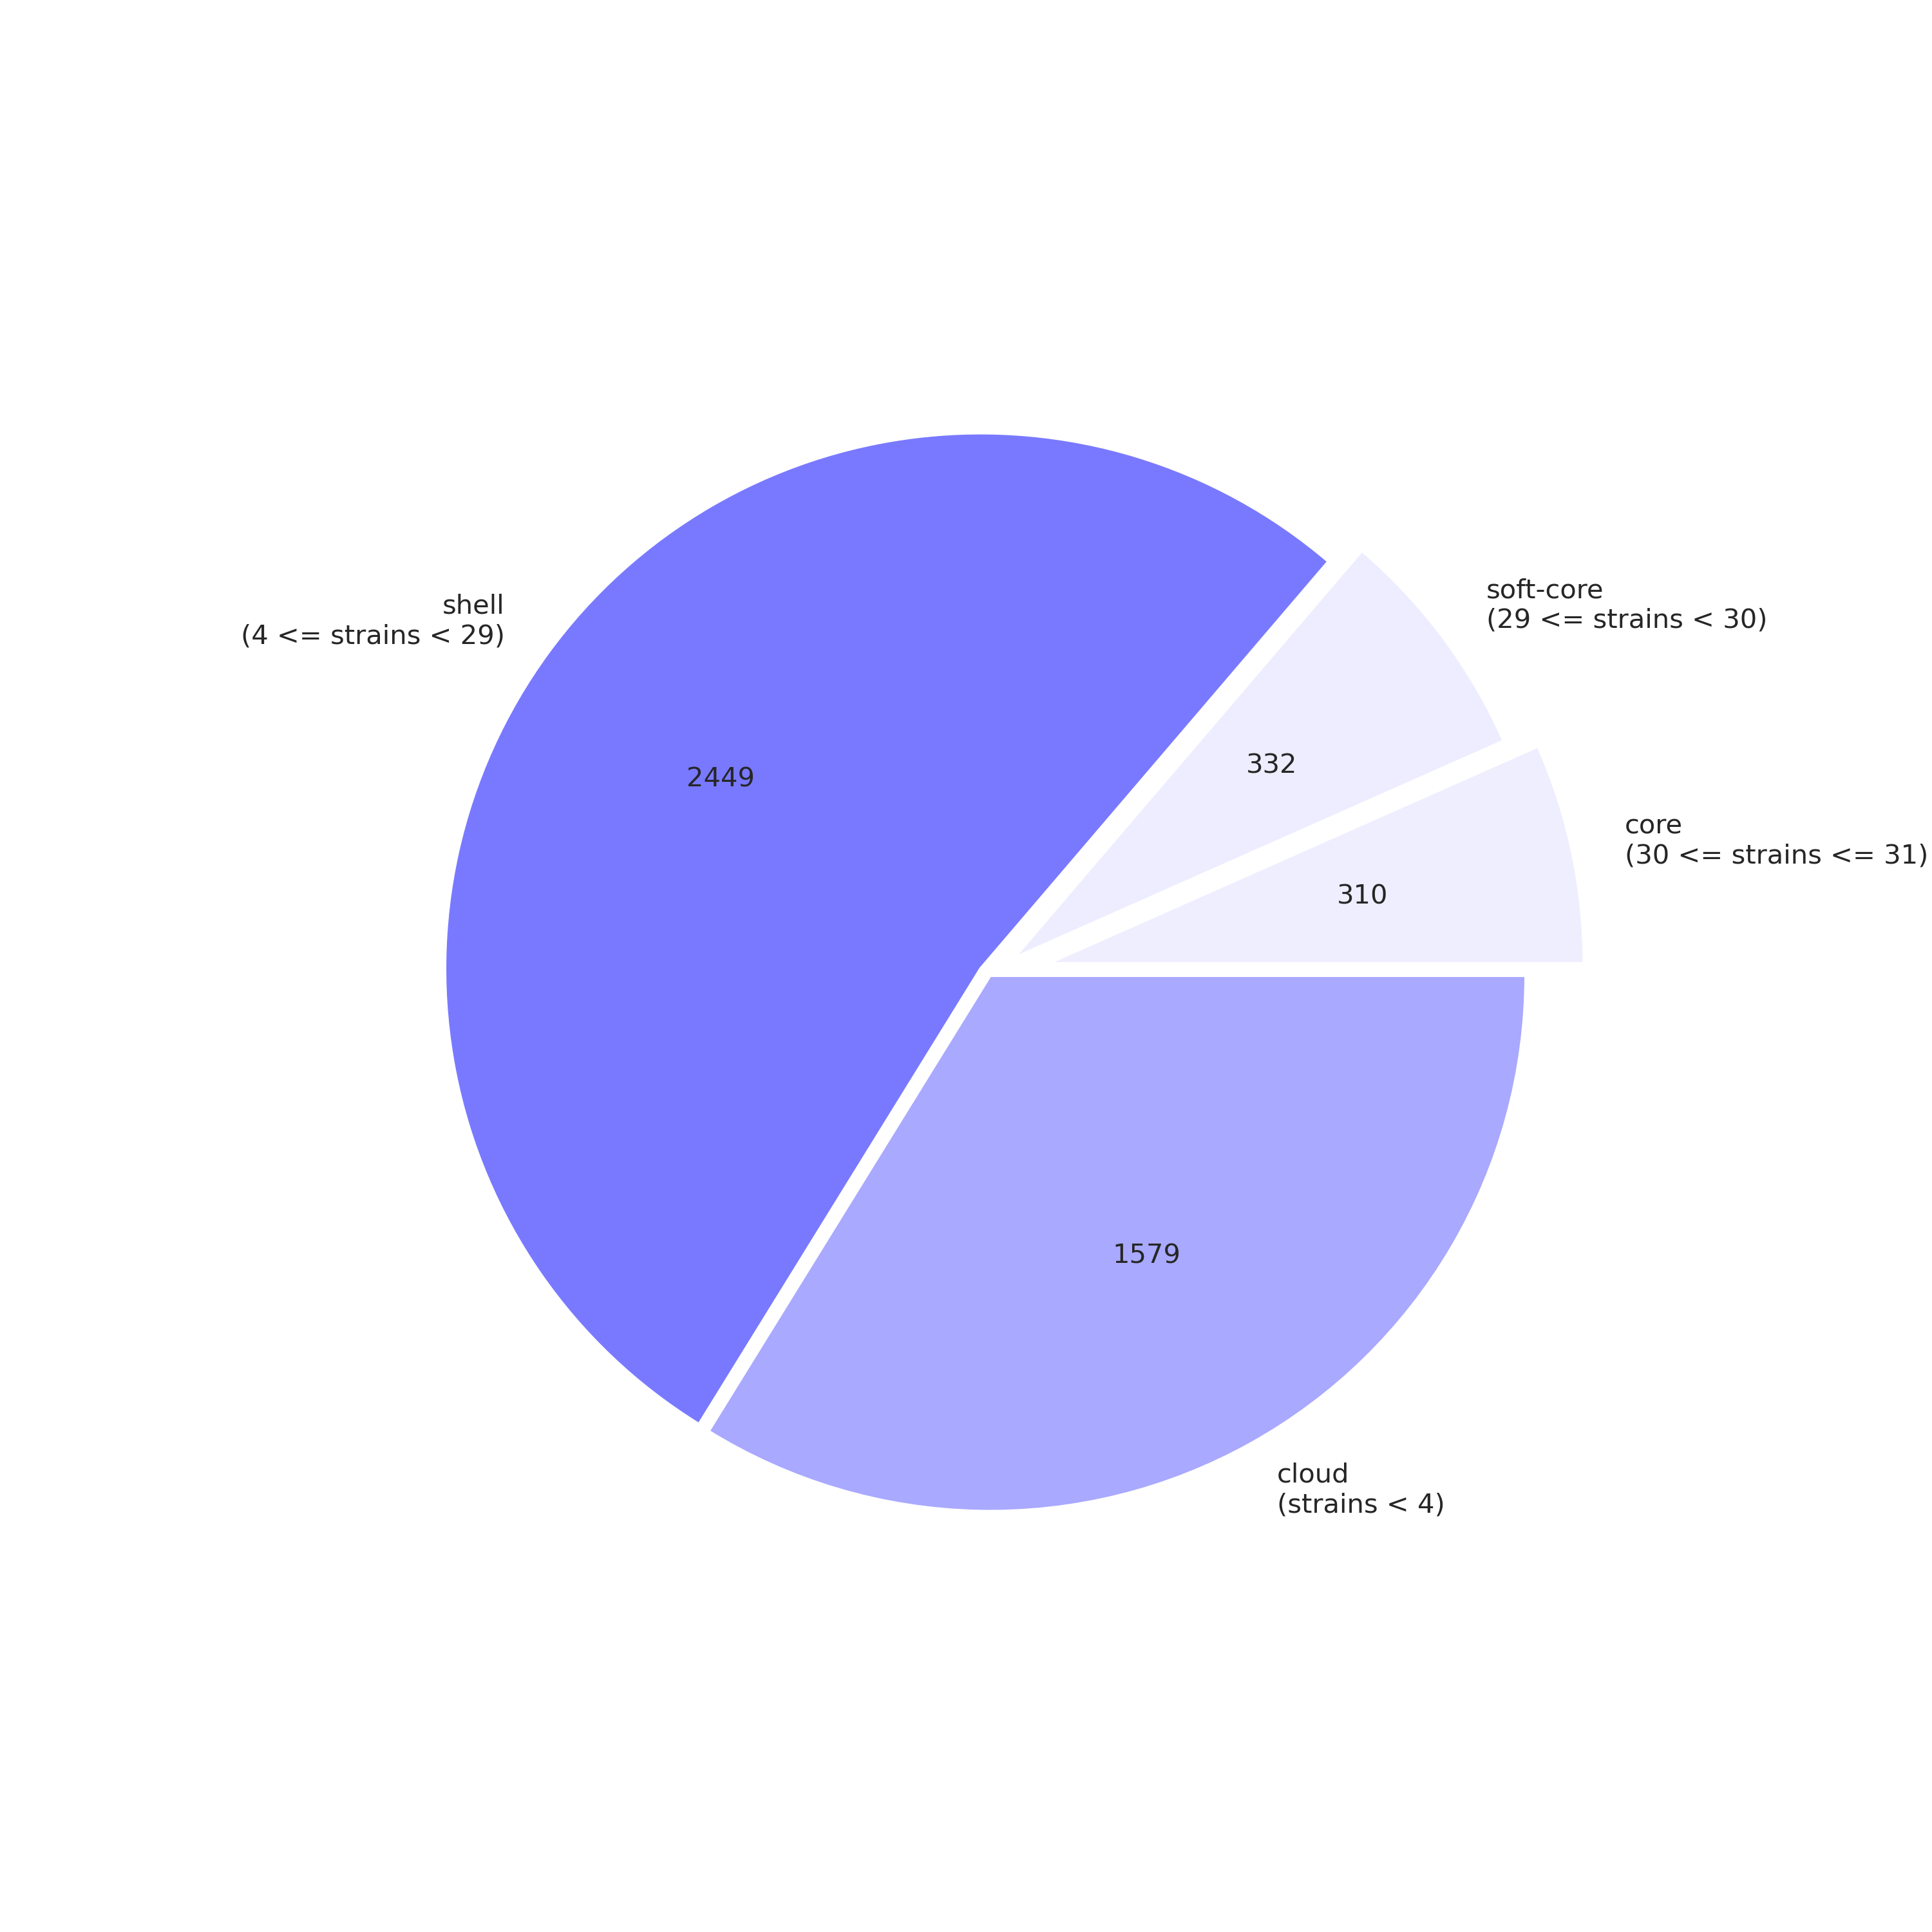 soft-core
(29 <= strains < 30)
shell
(4 <= strains < 29)
332
2449
core
(30 <= strains <= 31)
310
1579
cloud
(strains < 4)